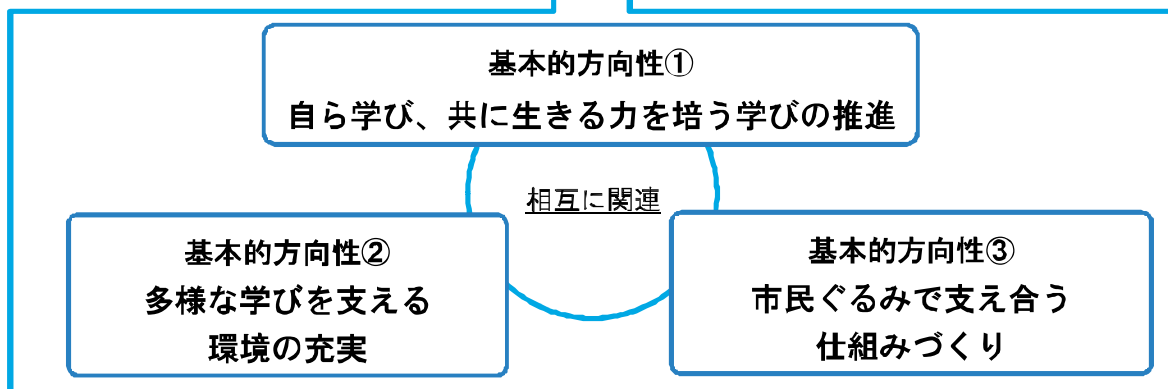 基本的方向性①
自ら学び、共に生きる力を培う学びの推進
相互に関連
基本的方向性②
多様な学びを支える
環境の充実
基本的方向性③
市民ぐるみで支え合う
仕組みづくり